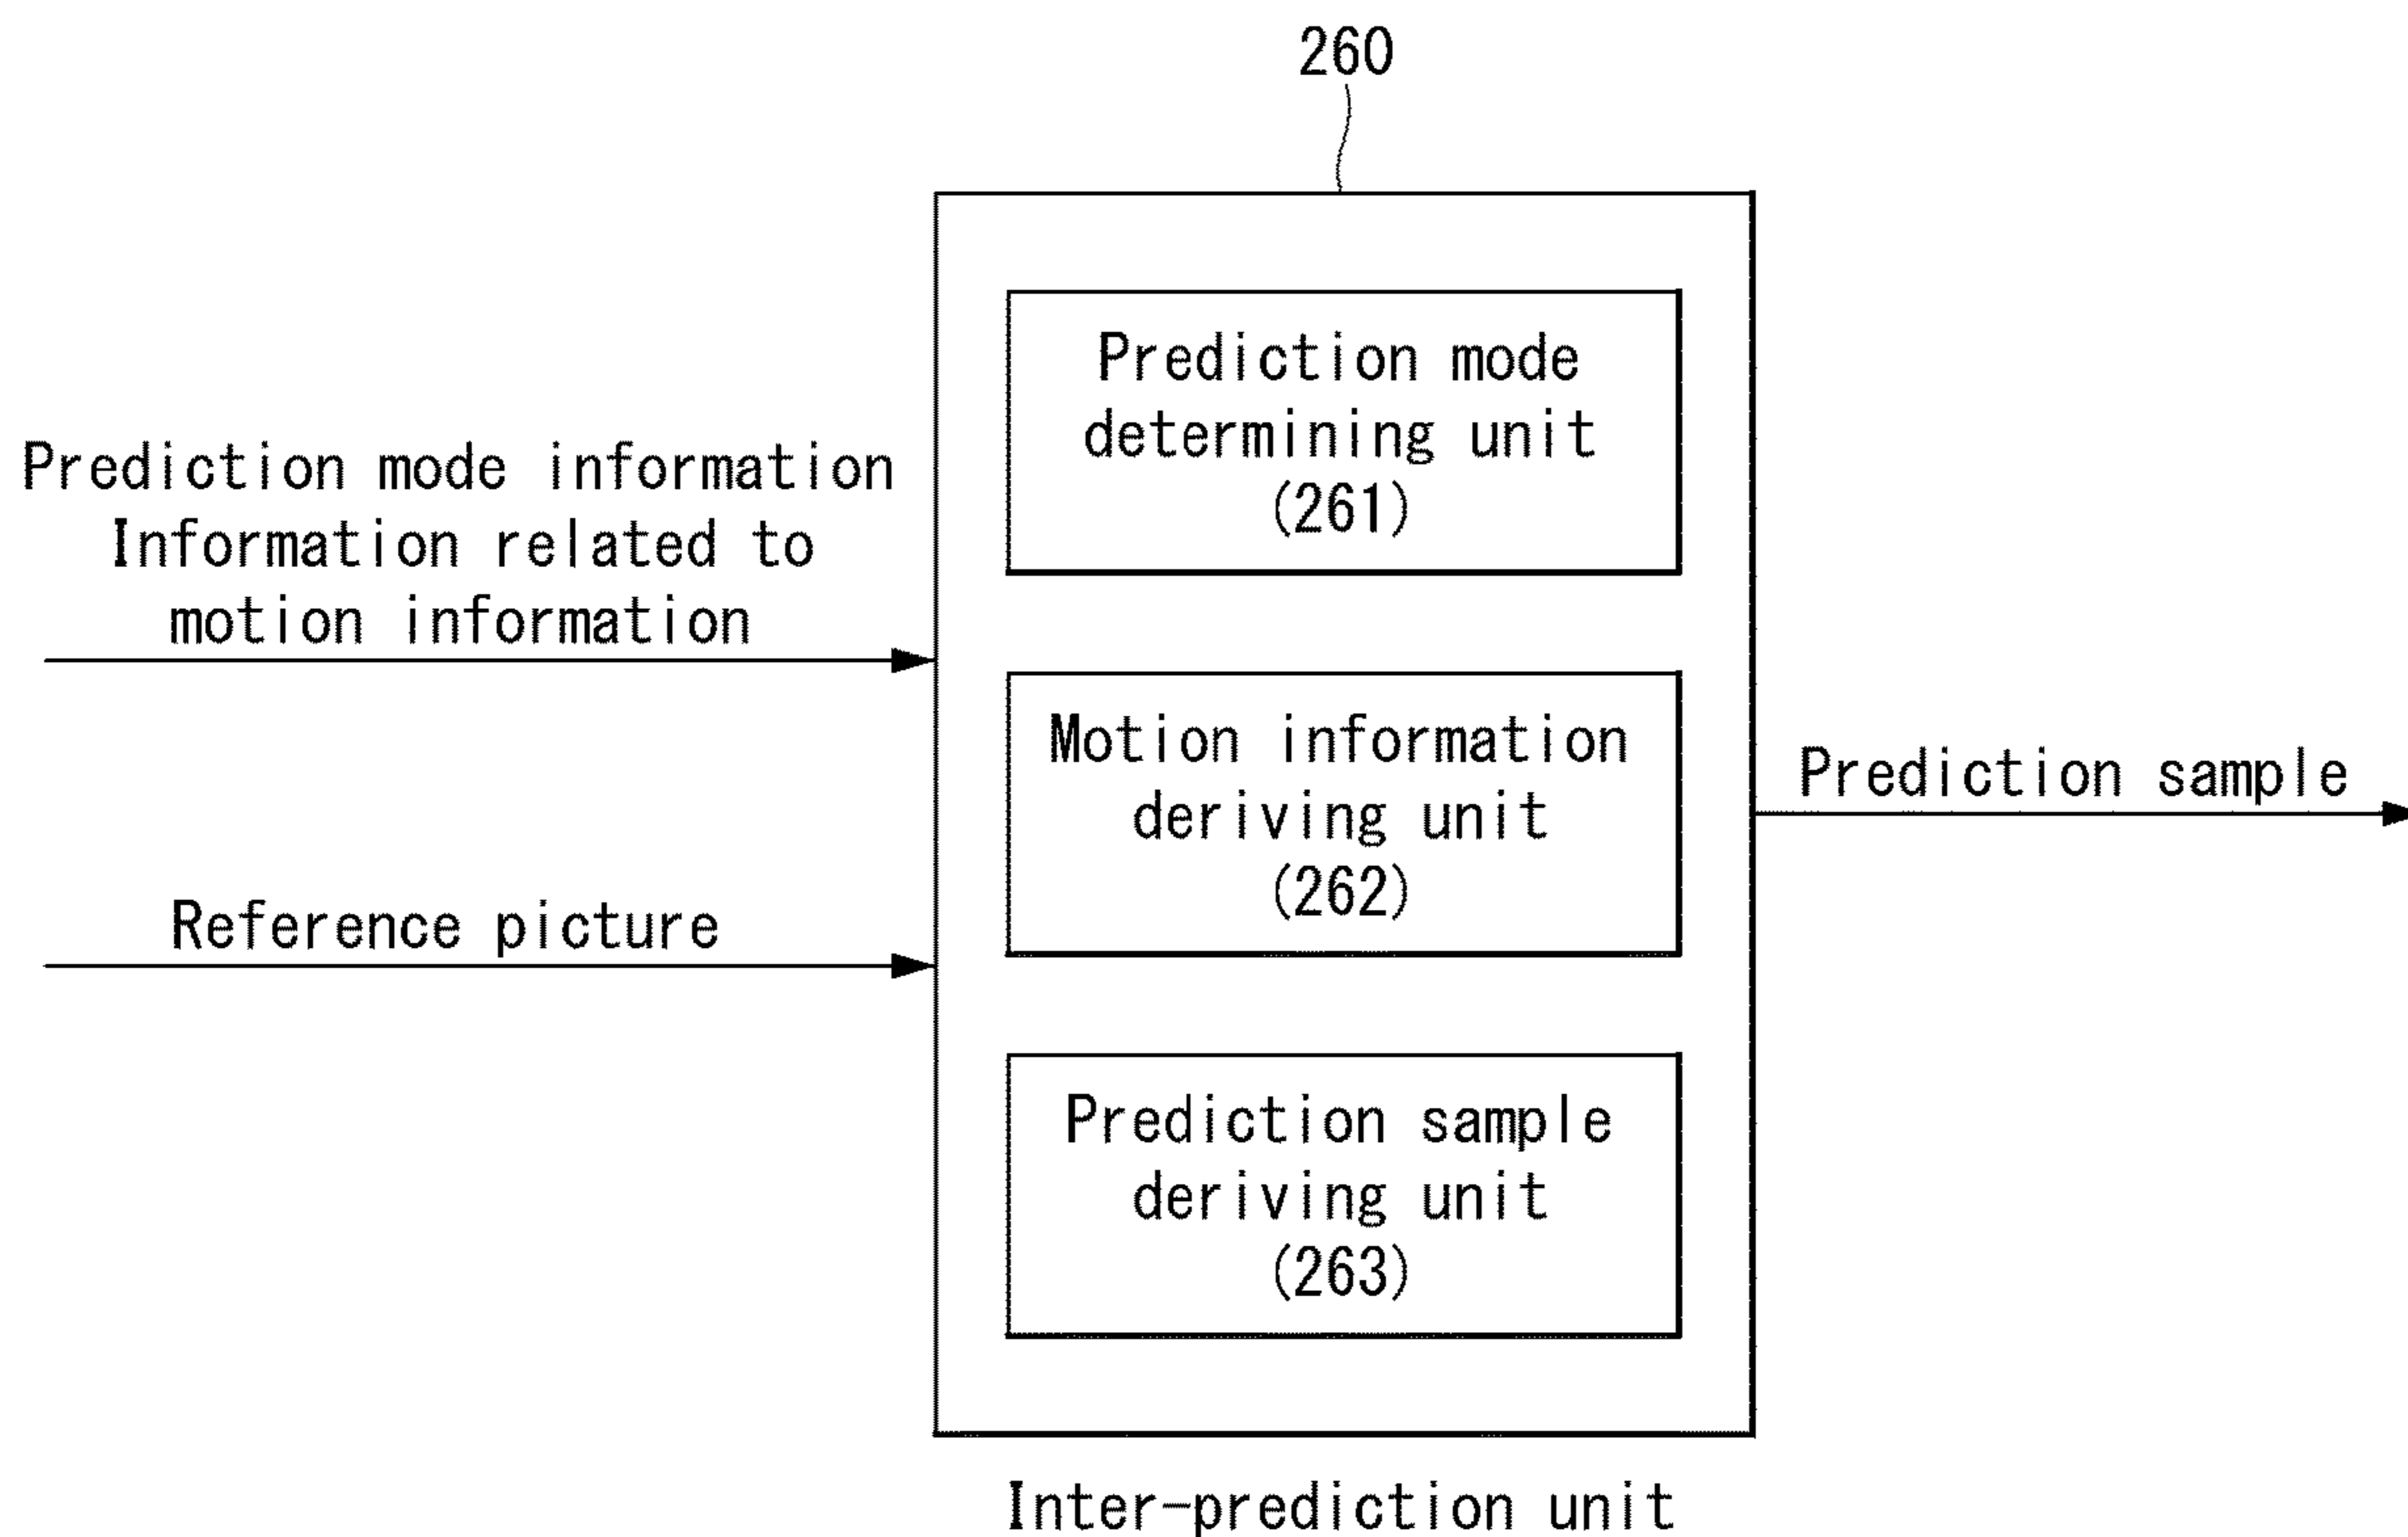 260
Prediction mode information
Information related to
motion information
Reference picture
Prediction mode
determining unit
(261)
Motion information
deriving unit
(262)
Prediction sample
deriving unit
(263)
Prediction sample
Inter-prediction unit